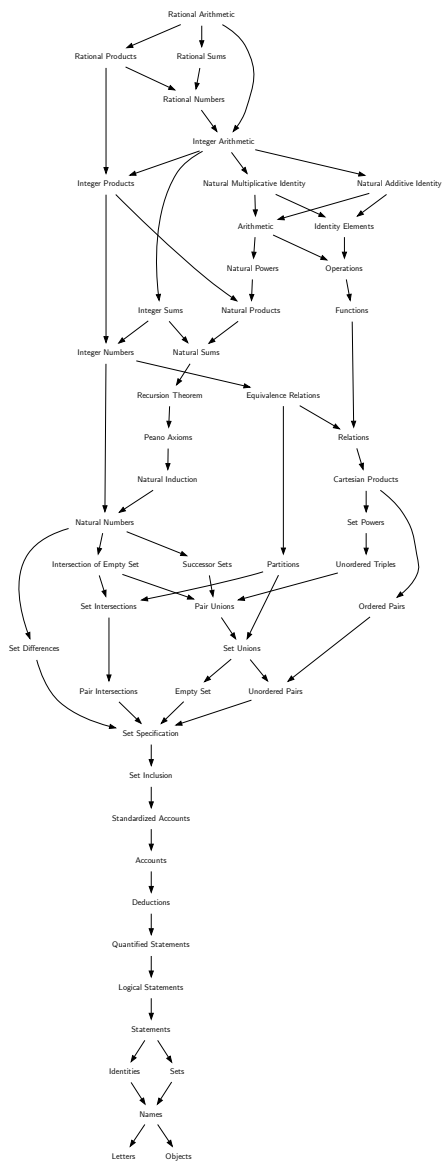 Rational Arithmetic
Rational Products
Rational Sums
Rational Numbers
Integer Arithmetic
Integer Products
Natural Multiplicative Identity
Natural Additive Identity
Arithmetic
Identity Elements
Natural Powers
Operations
Integer Sums
Natural Products
Functions
Integer Numbers
Natural Sums
Recursion Theorem
Equivalence Relations
Peano Axioms
Relations
Natural Induction
Cartesian Products
Natural Numbers
Set Powers
Intersection of Empty Set
Successor Sets
Partitions
Unordered Triples
Set Intersections
Pair Unions
Ordered Pairs
Set Differences
Set Unions
Pair Intersections
Empty Set
Unordered Pairs
Set Specification
Set Inclusion
Standardized Accounts
Accounts
Deductions
Quantified Statements
Logical Statements
Statements
Identities
Sets
Names
Letters
Objects